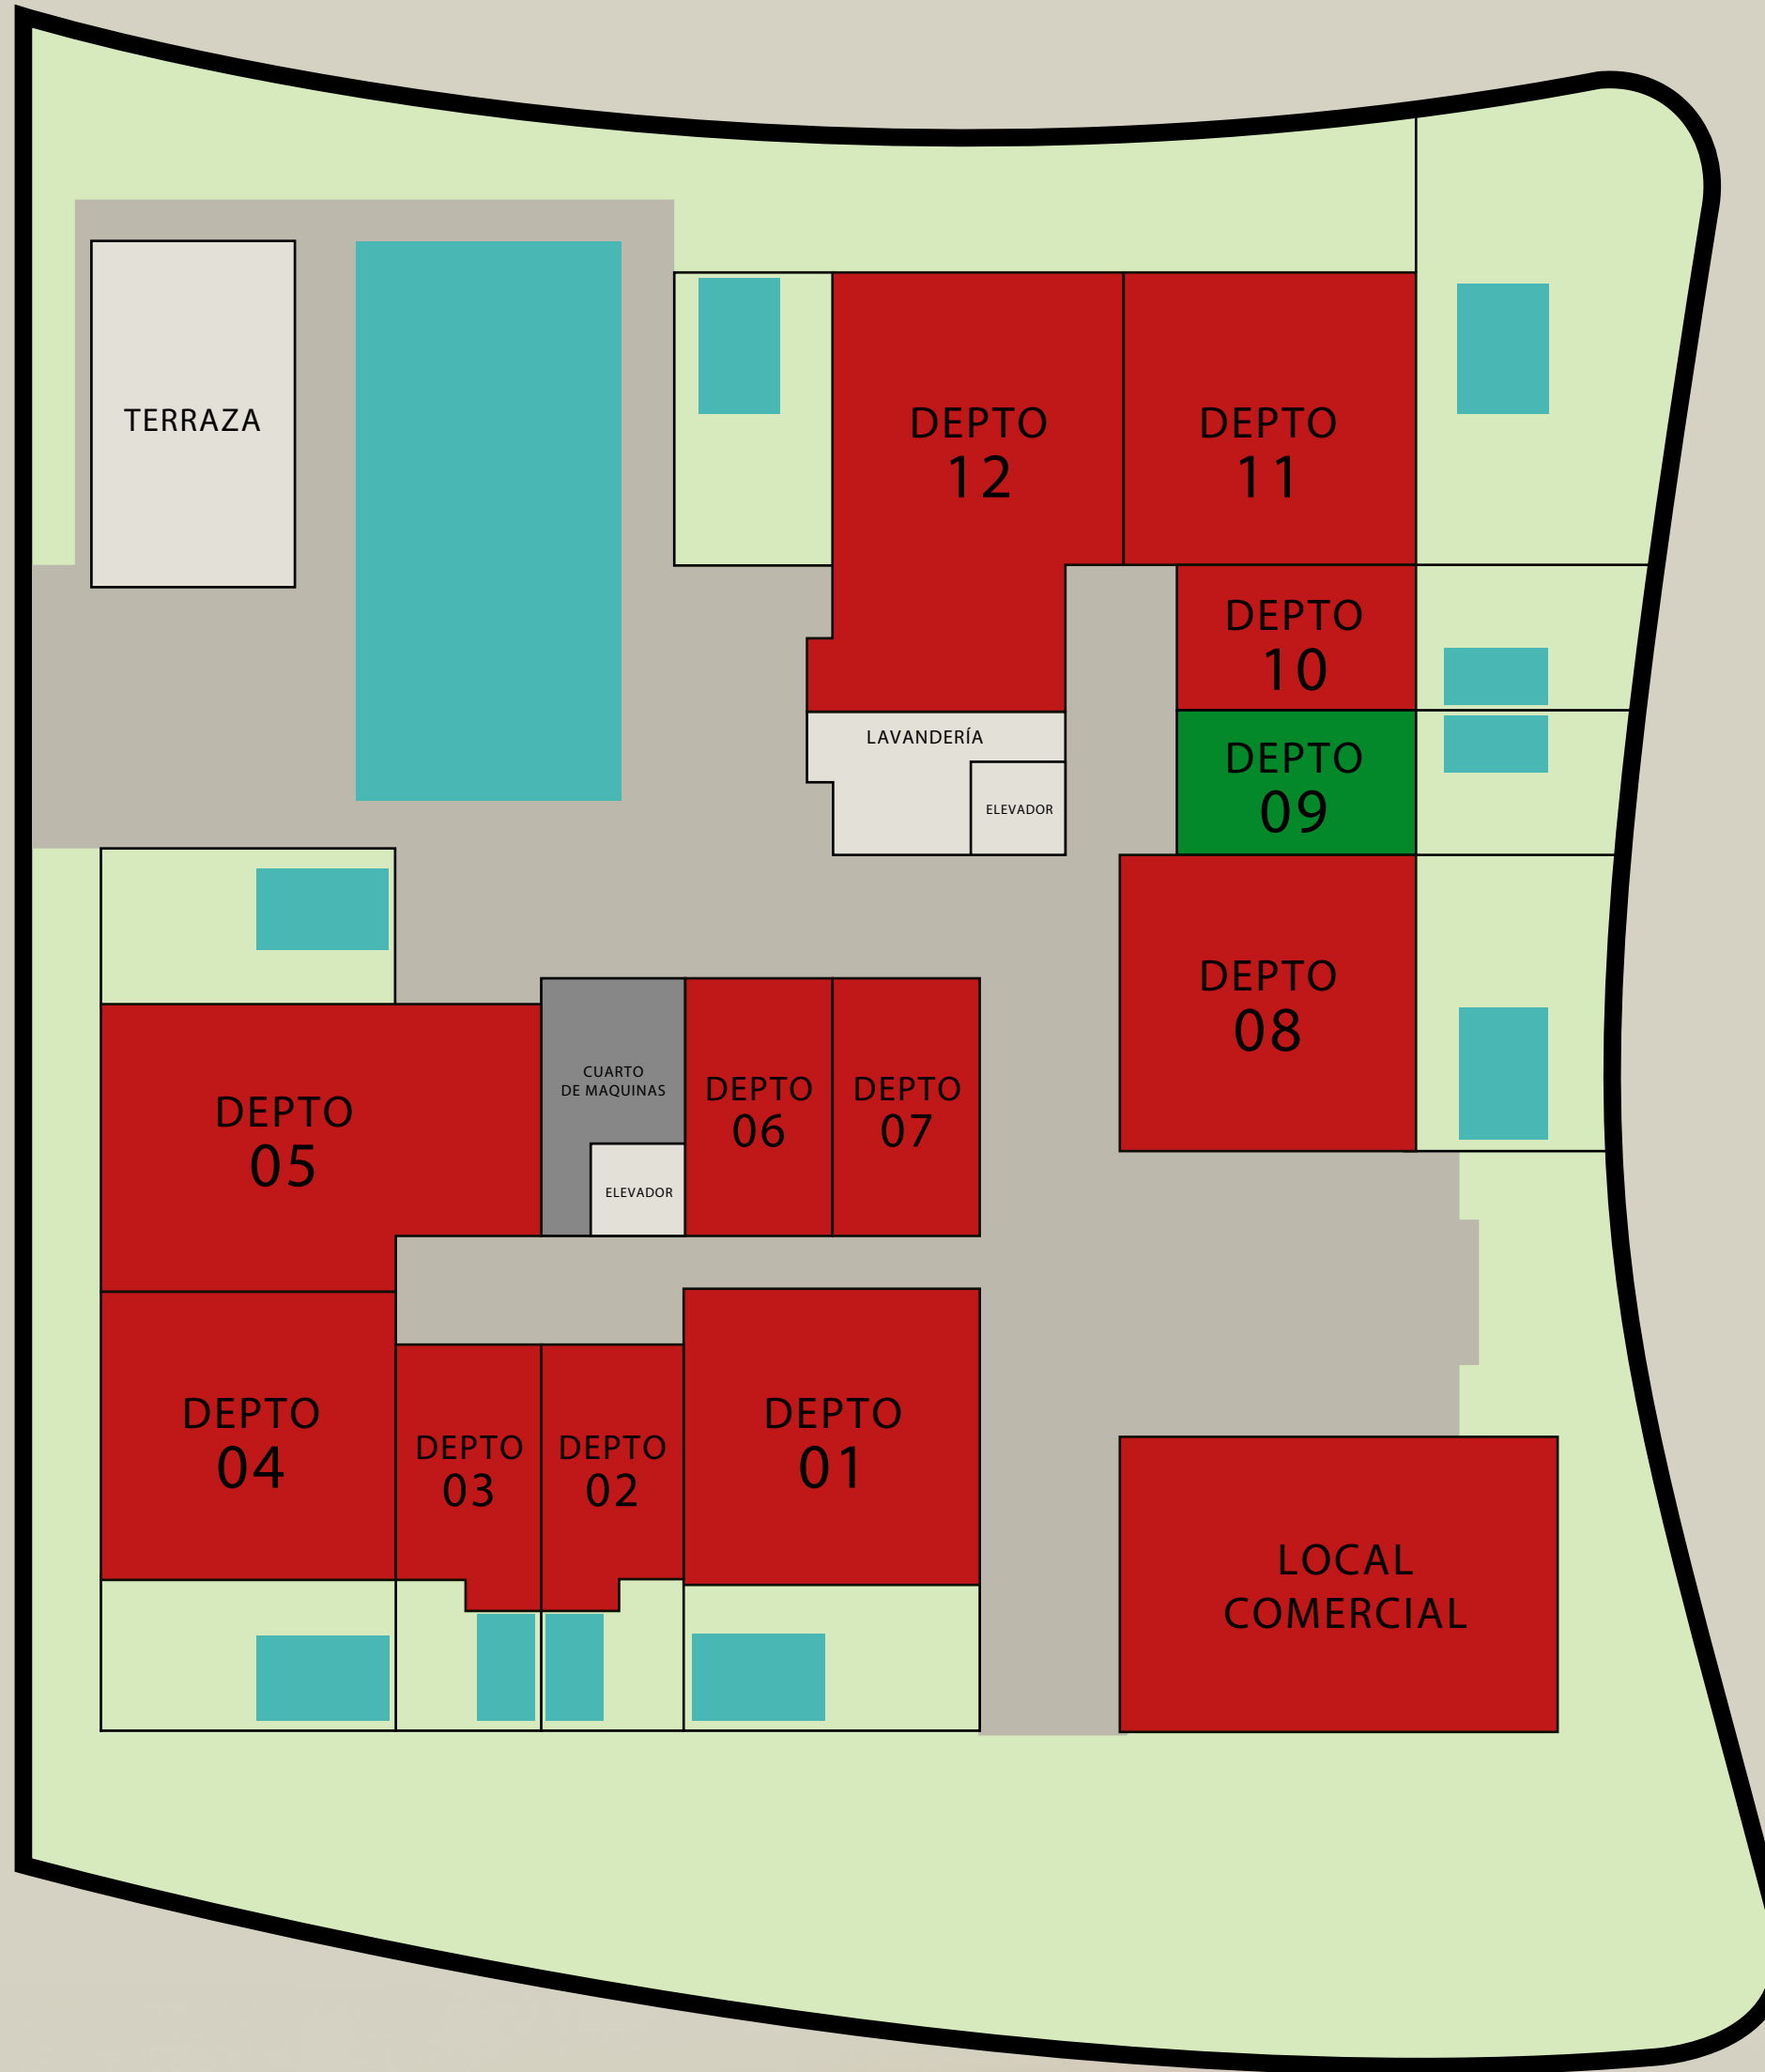 TERRAZA
DEPTO
12
DEPTO
11
DEPTO
10
LAVANDERÍA
ELEVADOR
DEPTO
09
DEPTO
08
CUARTO
DE MAQUINAS
ELEVADOR
DEPTO
06
DEPTO
07
DEPTO
05
DEPTO
04
DEPTO
03
DEPTO
02
DEPTO
01
LOCAL
COMERCIAL